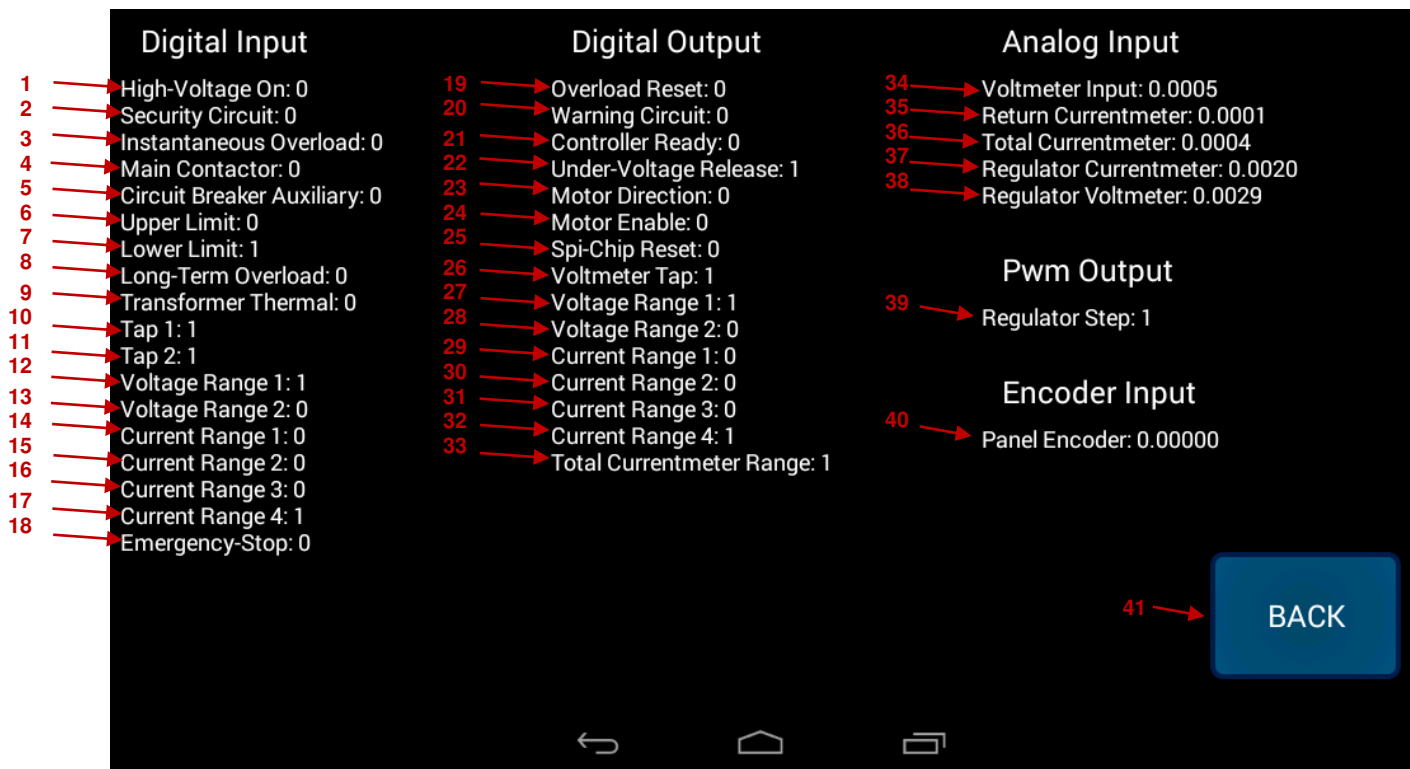 Digital Input
1 High-Voltage On: 0
2 Security Circuit: 0
3 Instantaneous Overload: 0
4 Main Contactor: 0
5 Circuit Breaker Auxiliary: 0
6 Upper Limit: 0
7 Lower Limit: 1
8 Long-Term Overload: 0
9 Transformer Thermal: 0
10 Tap 1: 1
11 Tap 2: 1
12 Voltage Range 1: 1
13 Voltage Range 2: 0
14 Current Range 1: 0
15 Current Range 2: 0
16 Current Range 3: 0
17 Current Range 4: 1
18 Emergency-Stop: 0
Digital Output
19 Overload Reset: 0
20 Warning Circuit: 0
21 Controller Ready: 0
22 Under-Voltage Release: 1
23 Motor Direction: 0
24 Motor Enable: 0
25 Spi-Chip Reset: 0
26 Voltmeter Tap: 1
27 Voltage Range 1: 1
28 Voltage Range 2: 0
29 Current Range 1: 0
30 Current Range 2: 0
31 Current Range 3: 0
32 Current Range 4: 1
33 Total Currentmeter Range: 1
Analog Input
34 Voltmeter Input: 0.0005
35 Return Currentmeter: 0.0001
36 Total Currentmeter: 0.0004
37 Regulator Currentmeter: 0.0020
38 Regulator Voltmeter: 0.0029
Pwm Output
39 Regulator Step: 1
Encoder Input
40 Panel Encoder: 0.00000
41 BACK